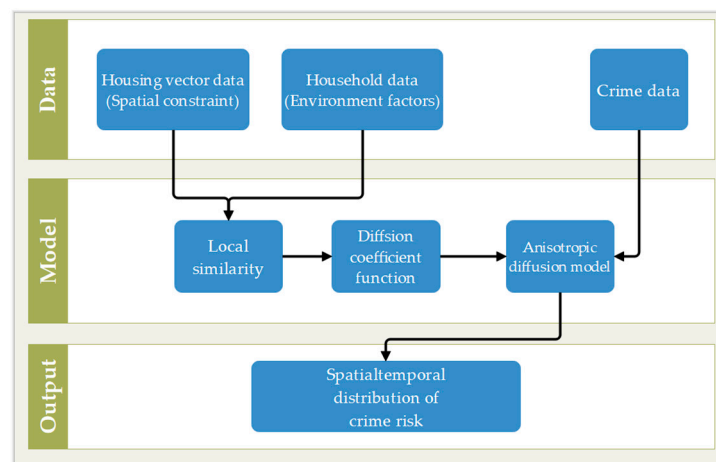 Data
Housing vector data
(Spatial constraint)
Household data
(Environment factors)
Crime data
Model
Local
similarity
Diffsion
coefficient
function
Anisotropic
diffusion model
Output
Spatialtemporal
distribution of
crime risk